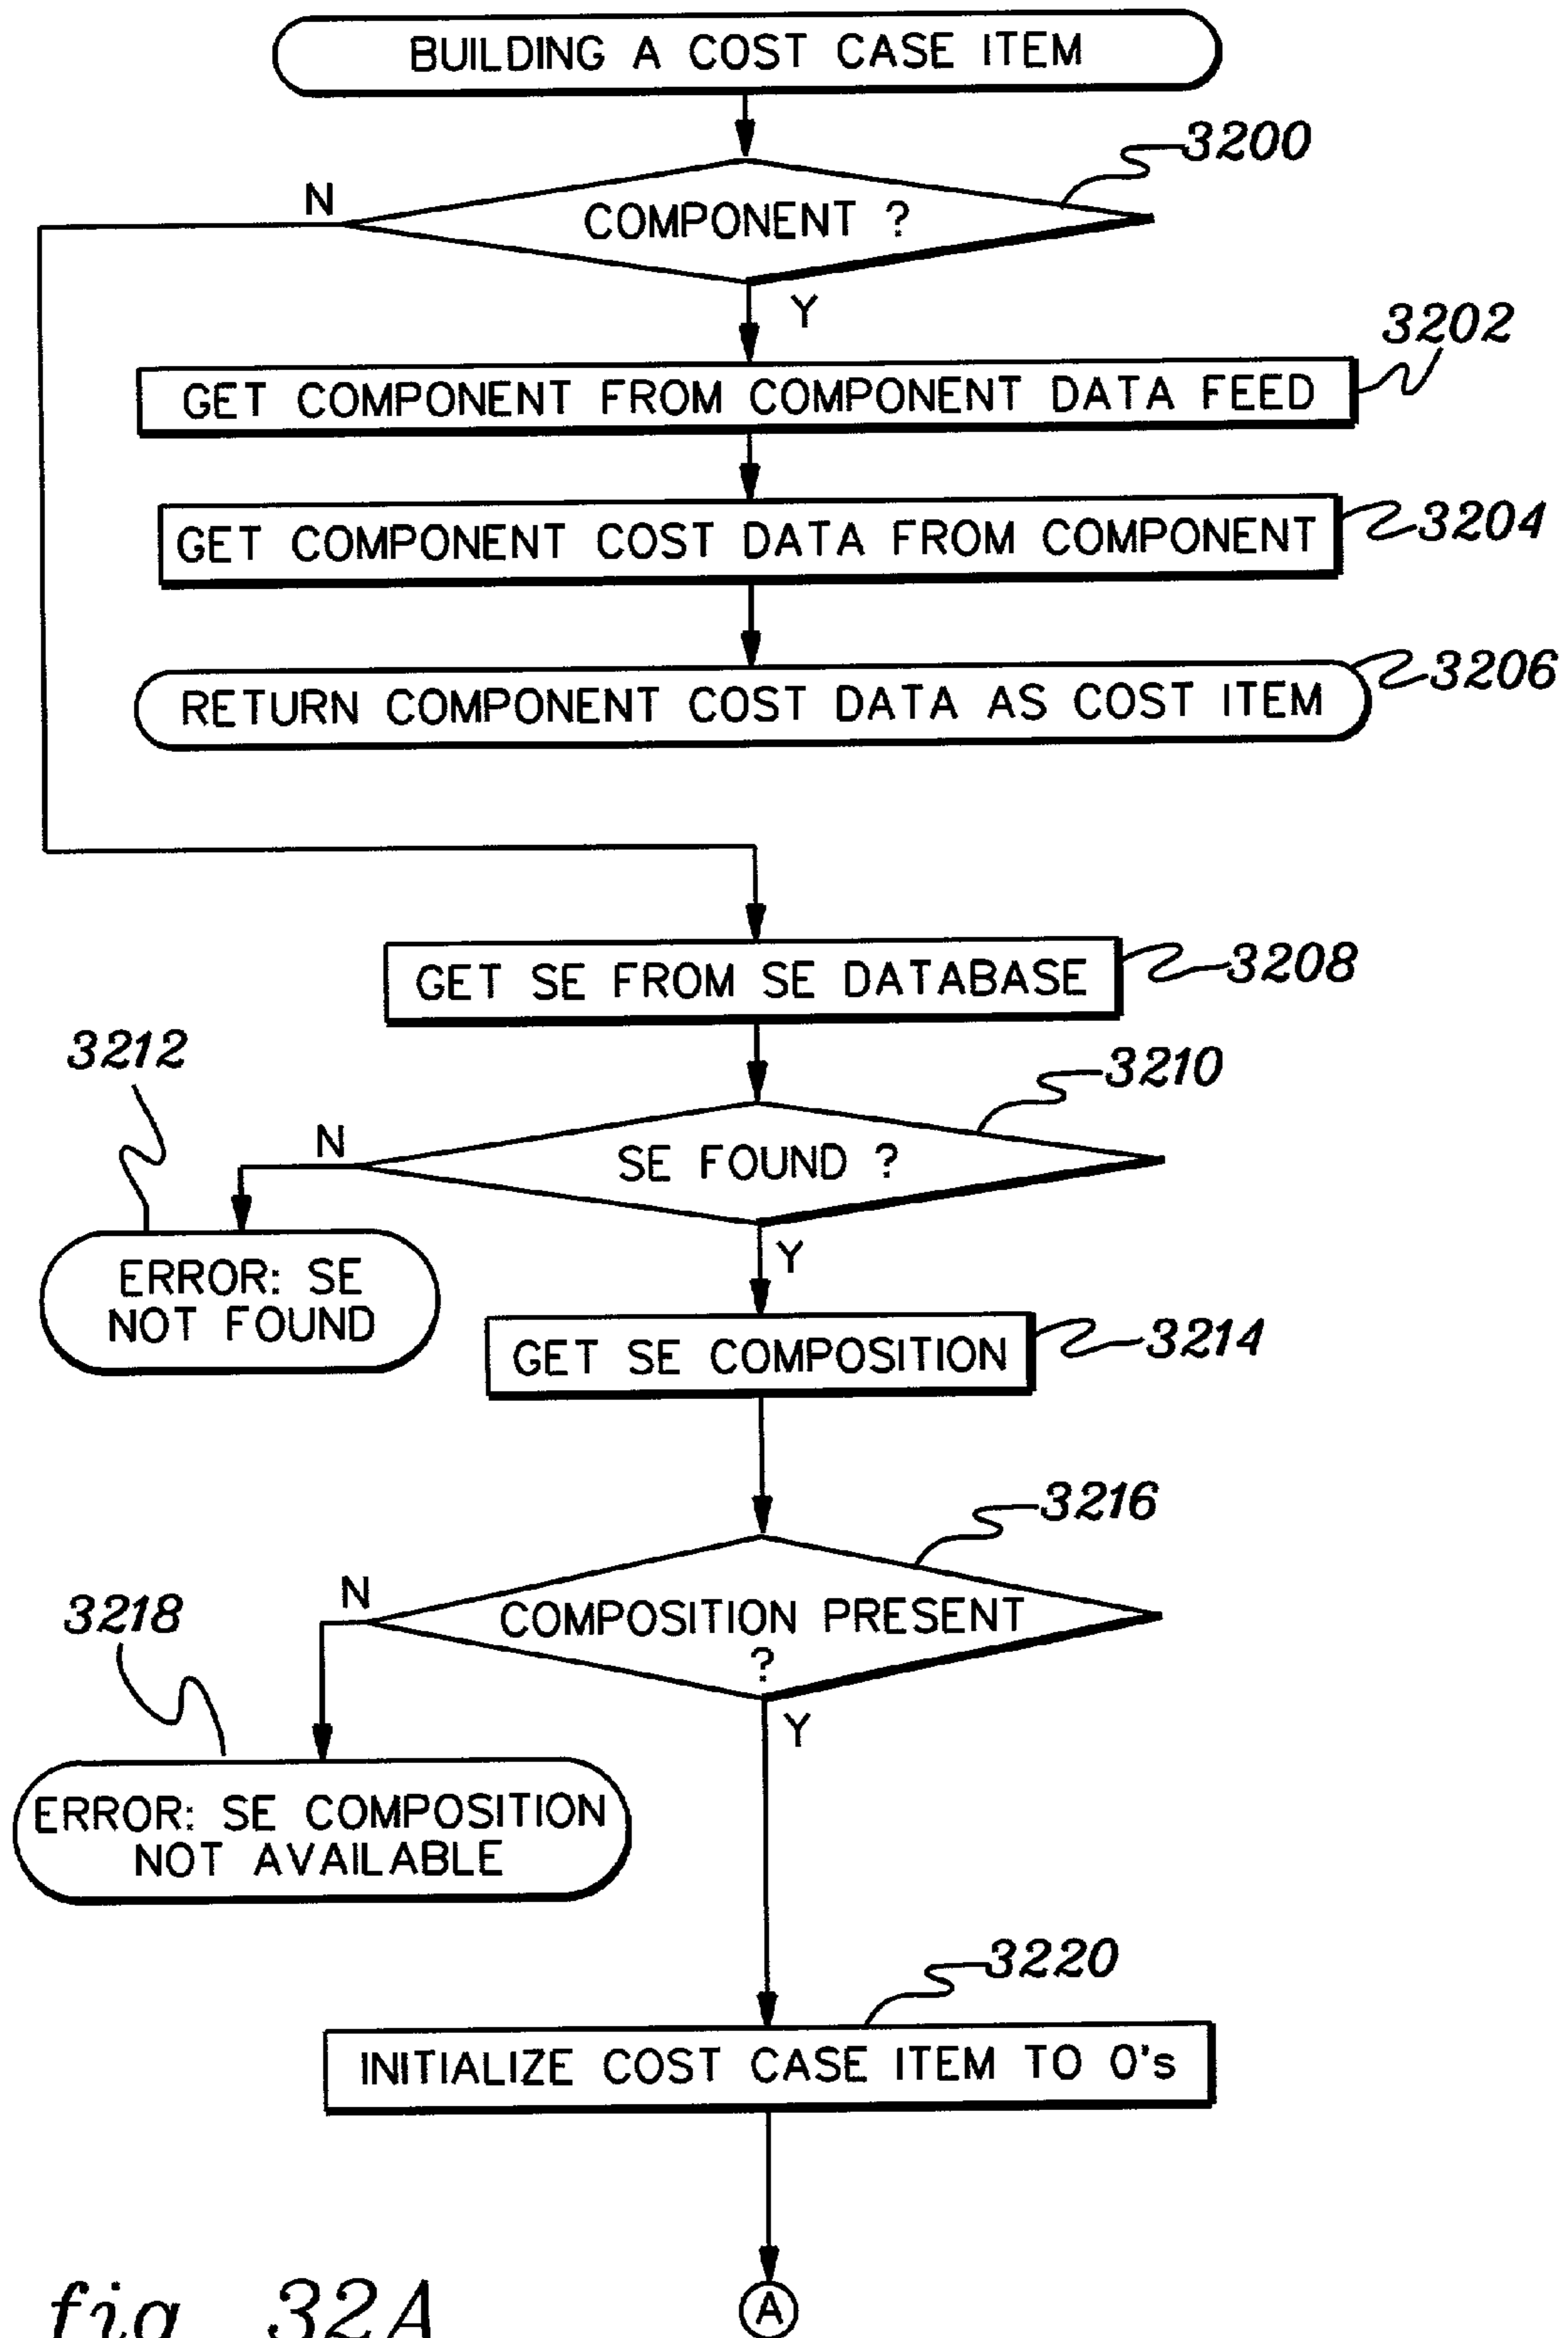 BUILDING A COST CASE ITEM
3200
N
COMPONENT ?
Y
3202
GET COMPONENT FROM COMPONENT DATA FEED
GET COMPONENT COST DATA FROM COMPONENT
3204
RETURN COMPONENT COST DATA AS COST ITEM
3206
GET SE FROM SE DATABASE
3208
3212
3210
N
SE FOUND ?
Y
ERROR: SE
NOT FOUND
GET SE COMPOSITION
3214
3216
N
COMPOSITION PRESENT
?
3218
Y
ERROR: SE COMPOSITION
NOT AVAILABLE
3220
INITIALIZE COST CASE ITEM TO 0's
A
fig. 32A